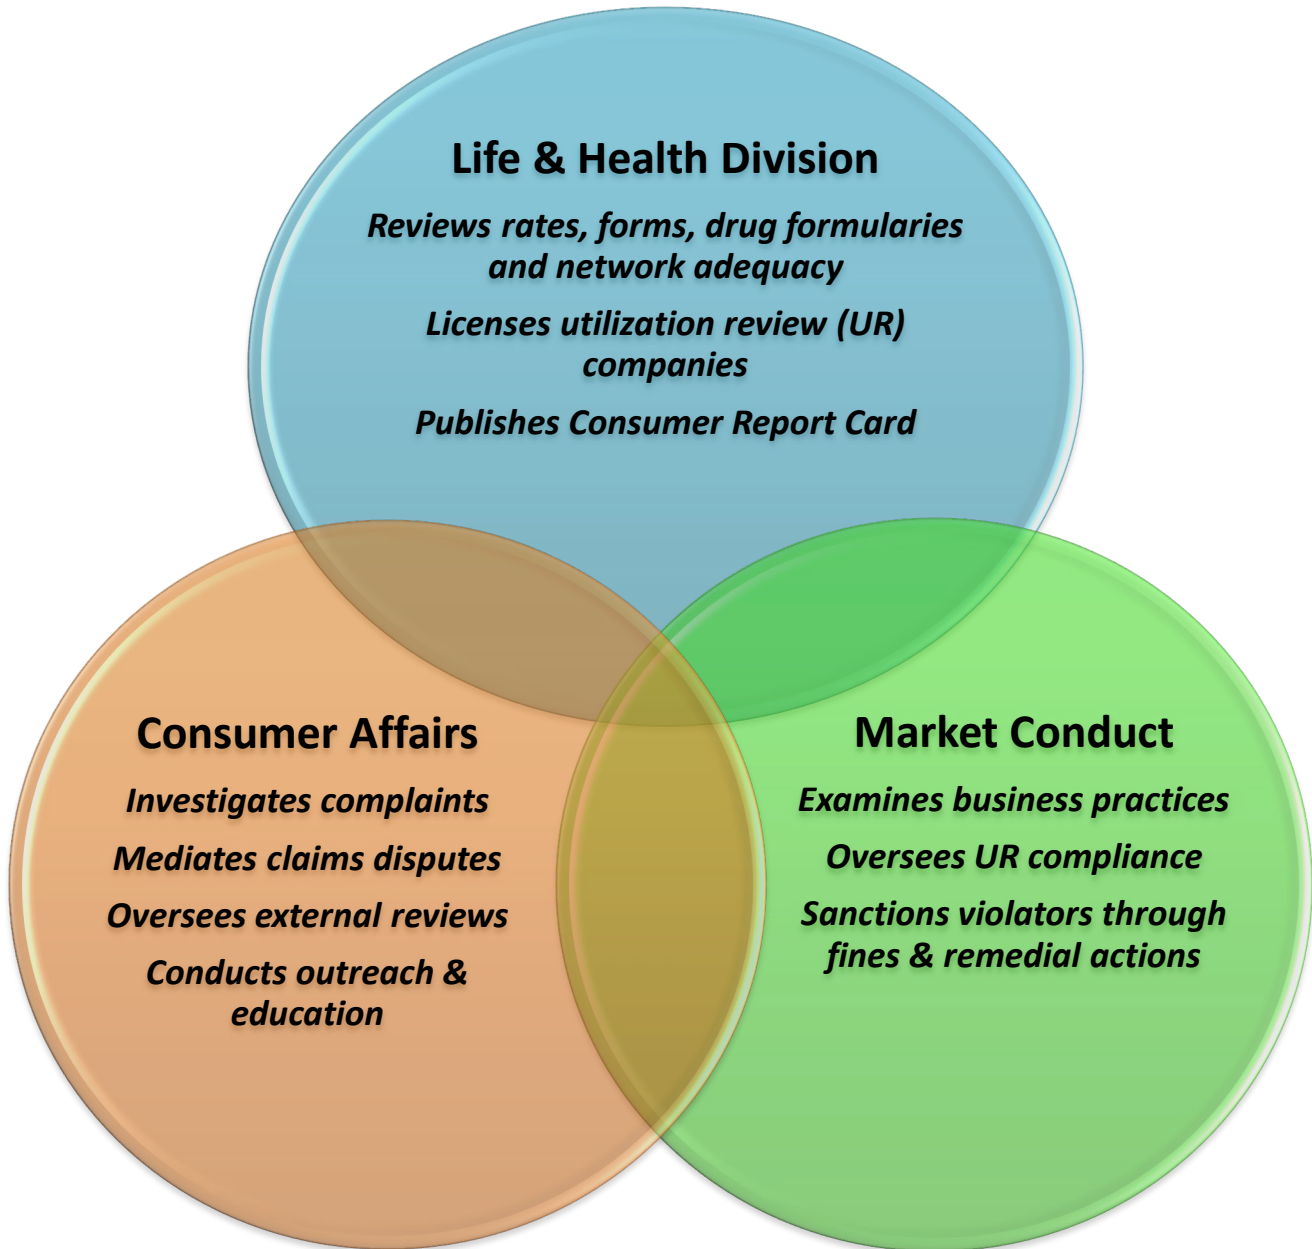 Life & Health Division
Reviews rates, forms, drug formularies
and network adequacy
Licenses utilization review (UR)
companies
Publishes Consumer Report Card
Consumer Affairs
Investigates complaints
Mediates claims disputes
Oversees external reviews
Conducts outreach &
education
Market Conduct
Examines business practices
Oversees UR compliance
Sanctions violators through
fines & remedial actions